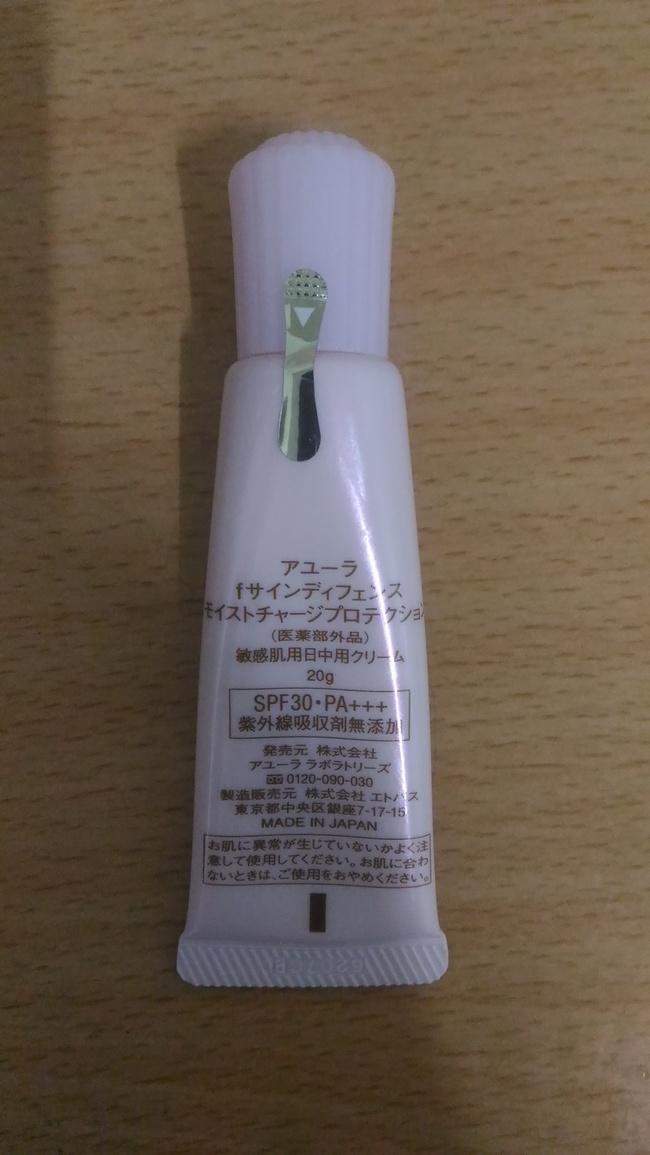 アユーラ
fサインディフェンス
モイストチャージプロテクション
(医薬部外品)
敏感肌用日中用クリーム
20g
SPF30・PA+++
紫外線吸収剤無添加
発売元 株式会社
アユーラ ラボラトリーズ
0120-090-030
製造販売元 株式会社 エトバス
東京都中央区銀座7-17-15
MADE IN JAPAN
お肌に異常が生じていないかよく注
意して使用してください。お肌に合わ
ないときは、ご使用をおやめください。